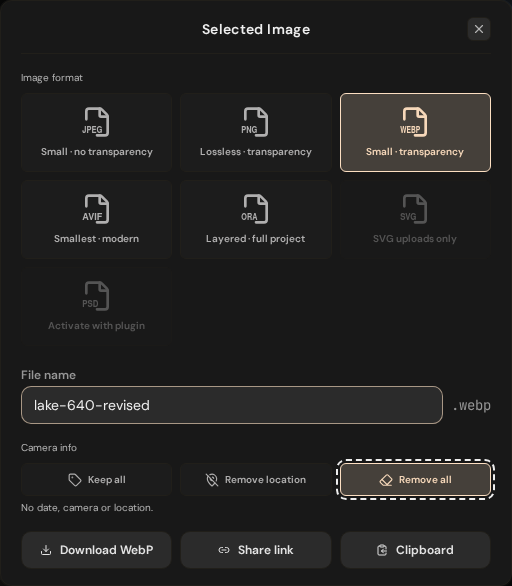 Selected Image
Image format
JPEG
Small · no transparency
PNG
Lossless · transparency
WEBP
Small · transparency
AVIF
Smallest · modern
ORA
Layered · full project
SVG
SVG uploads only
PSD
Activate with plugin
File name
lake-640-revised
.webp
Camera info
Keep all
Remove location
Remove all
No date, camera or location.
Download WebP
Share link
Clipboard